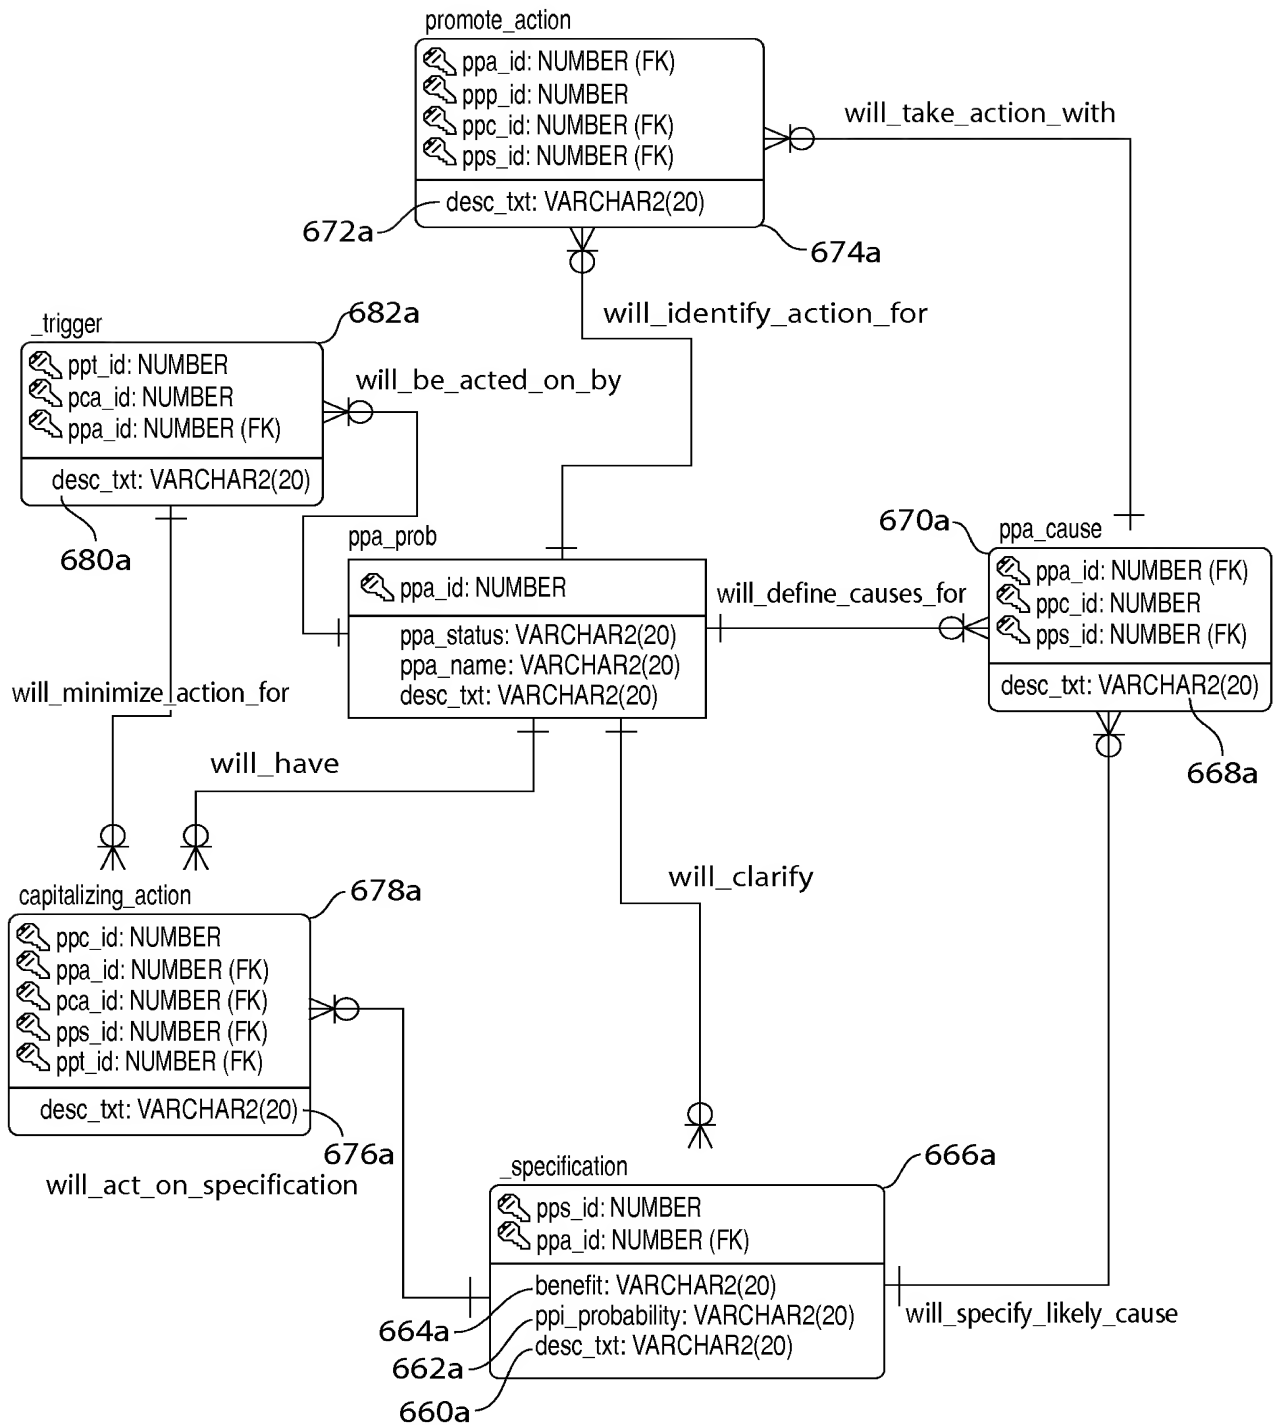 promote_action
ppa_id: NUMBER (FK)
ppp_id: NUMBER
ppc_id: NUMBER (FK)
pps_id: NUMBER (FK)
desc_txt: VARCHAR2(20)
672a
674a
will_take_action_with
will_identify_action_for
682a
_trigger
ppt_id: NUMBER
pca_id: NUMBER
ppa_id: NUMBER (FK)
desc_txt: VARCHAR2(20)
680a
will_be_acted_on_by
ppa_prob
ppa_id: NUMBER
ppa_status: VARCHAR2(20)
ppa_name: VARCHAR2(20)
desc_txt: VARCHAR2(20)
will_define_causes_for
670a
ppa_cause
ppa_id: NUMBER (FK)
ppc_id: NUMBER
pps_id: NUMBER (FK)
desc_txt: VARCHAR2(20)
668a
will_minimize_action_for
will_have
will_clarify
capitalizing_action
678a
ppc_id: NUMBER
ppa_id: NUMBER (FK)
pca_id: NUMBER (FK)
pps_id: NUMBER (FK)
ppt_id: NUMBER (FK)
desc_txt: VARCHAR2(20)
676a
will_act_on_specification
_specification
666a
pps_id: NUMBER
ppa_id: NUMBER (FK)
benefit: VARCHAR2(20)
ppi_probability: VARCHAR2(20)
desc_txt: VARCHAR2(20)
664a
662a
660a
will_specify_likely_cause